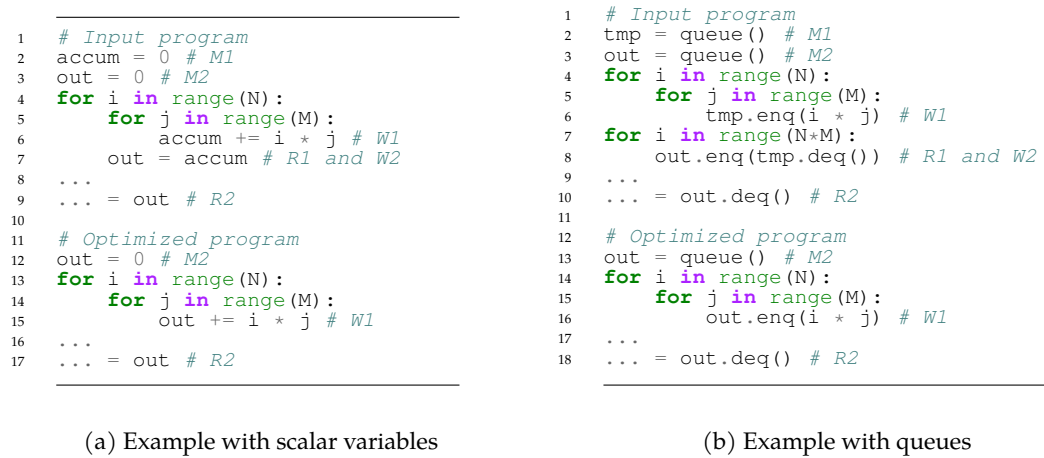 1 # Input program
2 accum = 0 # M1
3 out = 0 # M2
4 for i in range(N):
5     for j in range(M):
6         accum += i * j # W1
7     out = accum # R1 and W2
8 ...
9 ... = out # R2
10
11 # Optimized program
12 out = 0 # M2
13 for i in range(N):
14     for j in range(M):
15         out += i * j # W1
16 ...
17 ... = out # R2
(a) Example with scalar variables
1 # Input program
2 tmp = queue() # M1
3 out = queue() # M2
4 for i in range(N):
5     for j in range(M):
6         tmp.enq(i * j) # W1
7 for i in range(N*M):
8     out.enq(tmp.deq()) # R1 and W2
9 ...
10 ... = out.deq() # R2
11
12 # Optimized program
13 out = queue() # M2
14 for i in range(N):
15     for j in range(M):
16         out.enq(i * j) # W1
17 ...
18 ... = out.deq() # R2
(b) Example with queues